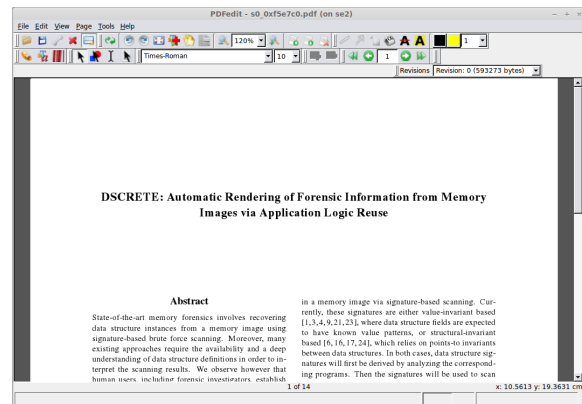 PDFedit - s0_0xf5e7c0.pdf (on se2)
File Edit View Page Tools Help
120%
1
Times-Roman
10
1
Revisions Revision: 0 (593273 bytes)
DSCRETE: Automatic Rendering of Forensic Information from Memory
Images via Application Logic Reuse
Abstract
State-of-the-art memory forensics involves recovering
data structure instances from a memory image using
signature-based brute force scanning. Moreover, many
existing approaches require the availability and a deep
understanding of data structure definitions in order to in-
terpret the scanning results. We observe however that
human users, including forensic investigators, establish
in a memory image via signature-based scanning. Cur-
rently, these signatures are either value-invariant based
[1,3,4,9,21,23], where data structure fields are expected
to have known value patterns, or structural-invariant
based [6,16,17,24], which relies on points-to invariants
between data structures. In both cases, data structure sig-
natures will first be derived by analyzing the correspond-
ing programs. Then the signatures will be used to scan
1 of 14
x: 10.5613 y: 19.3631 cm